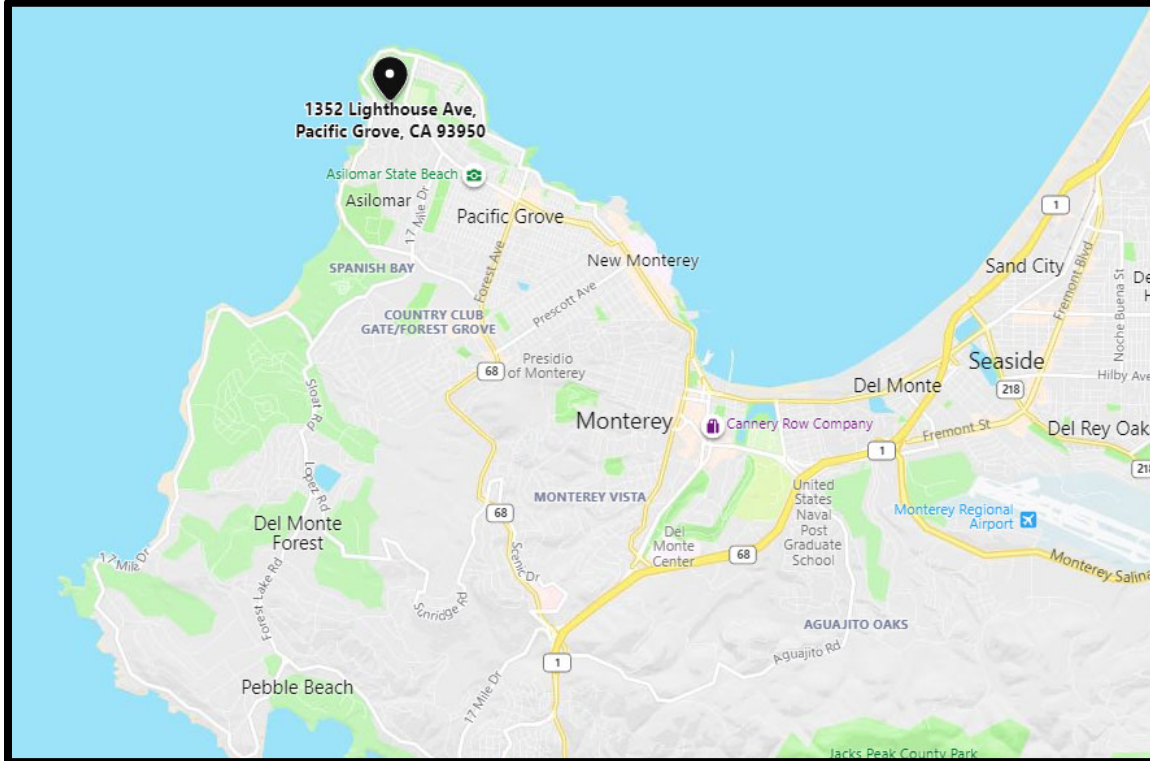 1352 Lighthouse Ave,
Pacific Grove, CA 93950
Asilomar State Beach
Asilomar
17 Mile Dr
Pacific Grove
1
SPANISH BAY
Forest Ave
New Monterey
Sand City
Fremont Blvd
Noche Buena St
COUNTRY CLUB
GATE/FOREST GROVE
Prescott Ave
68
Presidio
of Monterey
Seaside
Del Monte
218
Hilby Ave
Sloat Rd
Monterey
Cannery Row Company
Fremont St
Del Rey Oak
1
218
Lopez Rd
MONTEREY VISTA
United
States
Naval
Post
Graduate
School
Monterey Regional
Airport
68
Del Monte
Forest
Del
Monte
Center
68
Scenic Dr
Monterey Salina
17 Mile Dr
Forest Lake Rd
Sunridge Rd
AGUAJITO OAKS
Aguajito Rd
1
Pebble Beach
17 Mile Dr
Jacks Peak County Park